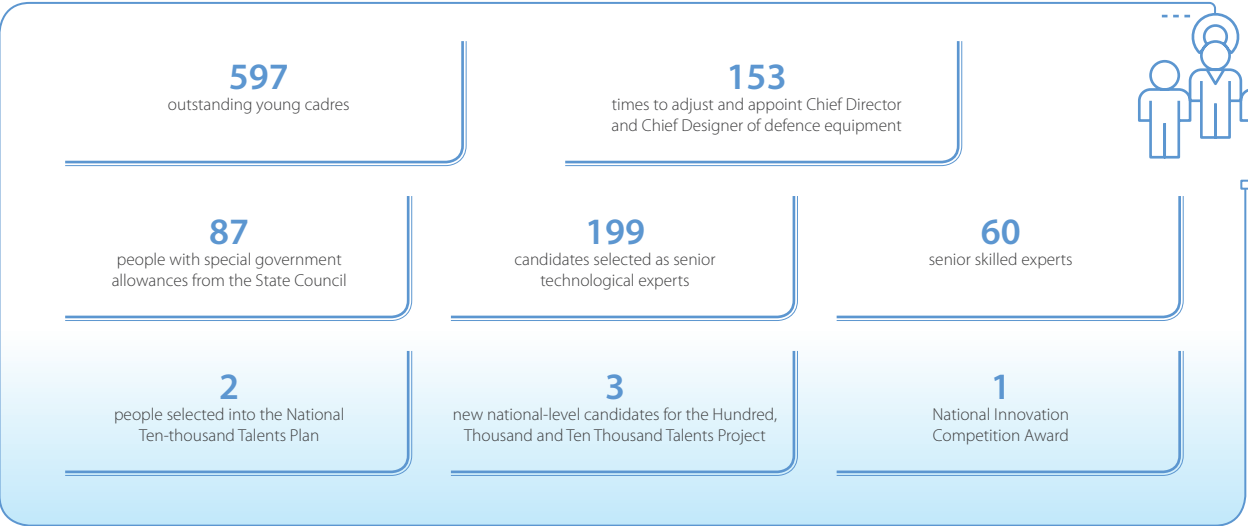 597
outstanding young cadres
153
times to adjust and appoint Chief Director
and Chief Designer of defence equipment
87
people with special government
allowances from the State Council
199
candidates selected as senior
technological experts
60
senior skilled experts
2
people selected into the National
Ten-thousand Talents Plan
3
new national-level candidates for the Hundred,
Thousand and Ten Thousand Talents Project
1
National Innovation
Competition Award